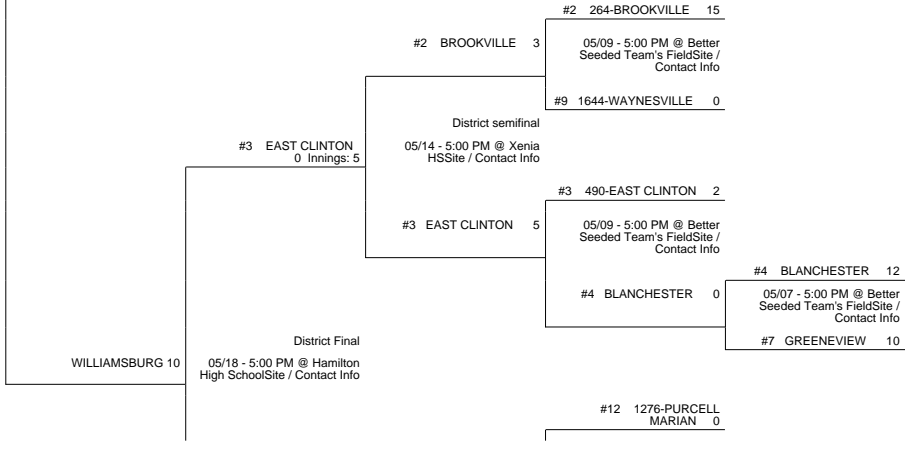 #2 264-BROOKVILLE 15
#2 BROOKVILLE 3
05/09 - 5:00 PM @ Better
Seeded Team's FieldSite /
Contact Info
#9 1644-WAYNESVILLE 0
District semifinal
#3 EAST CLINTON
0 Innings: 5
05/14 - 5:00 PM @ Xenia
HSSite / Contact Info
#3 490-EAST CLINTON 2
#3 EAST CLINTON 5
05/09 - 5:00 PM @ Better
Seeded Team's FieldSite /
Contact Info
#4 BLANCHESTER 12
#4 BLANCHESTER 0
05/07 - 5:00 PM @ Better
Seeded Team's FieldSite /
Contact Info
#7 GREENEVIEW 10
District Final
WILLIAMSBURG 10
05/18 - 5:00 PM @ Hamilton
High SchoolSite / Contact Info
#12 1276-PURCELL
MARIAN 0